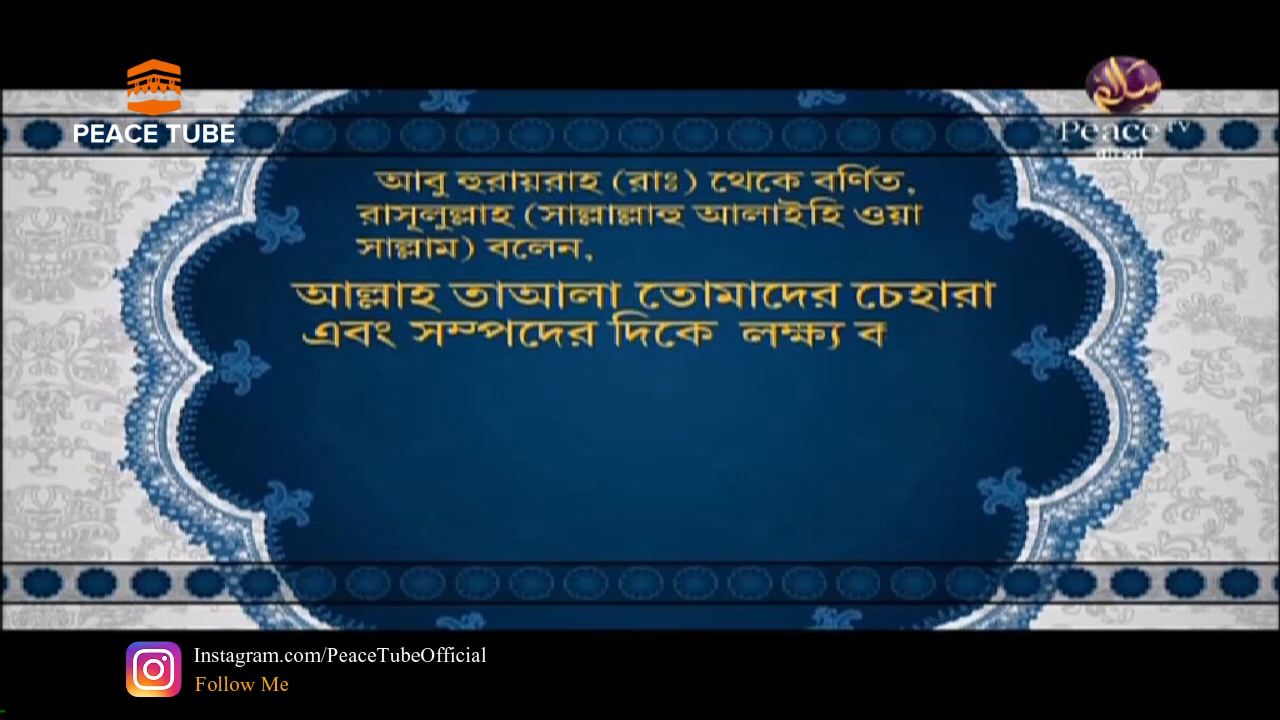 PEACE TUBE
Peace TV
বাংলা
আবু হুরায়রাহ (রাঃ) থেকে বর্ণিত,
রাসূলুল্লাহ (সাল্লাল্লাহু আলাইহি ওয়া
সাল্লাম) বলেন,
আল্লাহ তাআলা তোমাদের চেহারা
এবং সম্পদের দিকে লক্ষ্য ব
Instagram.com/PeaceTubeOfficial
Follow Me